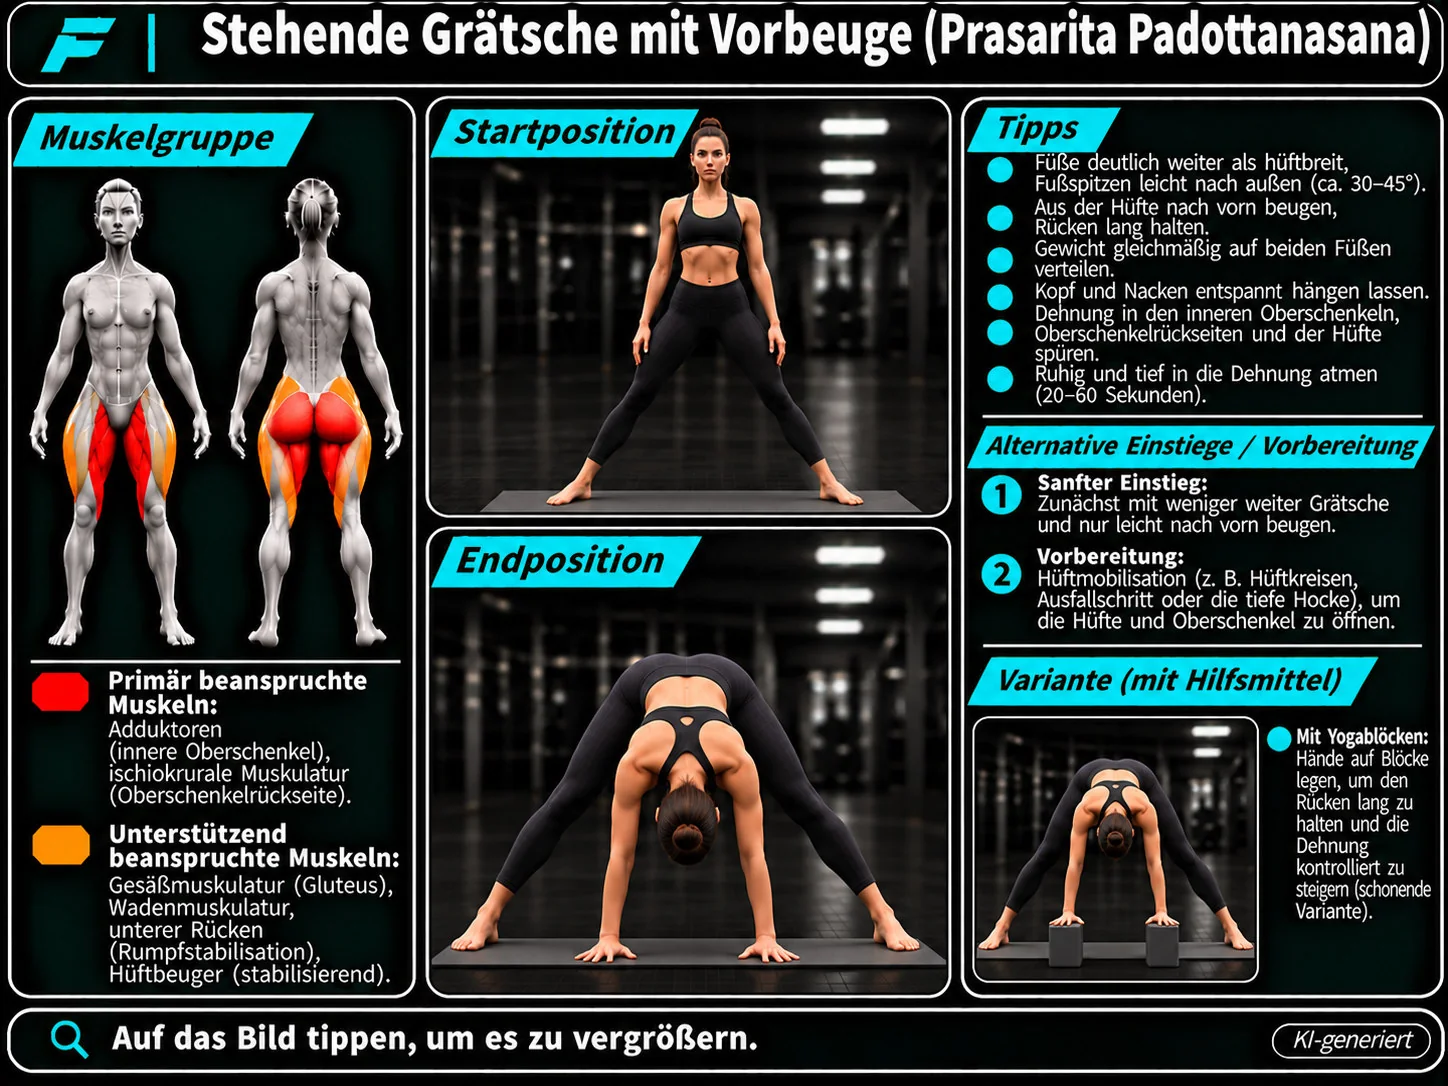 F
Stehende Grätsche mit Vorbeuge (Prasarita Padottanasana)
Muskelgruppe
Primär beanspruchte
Muskeln:
Adduktoren
(innere Oberschenkel),
ischiokrurale Muskulatur
(Oberschenkelrückseite).
Unterstützend
beanspruchte Muskeln:
Gesäßmuskulatur (Gluteus),
Wadenmuskulatur,
unterer Rücken
(Rumpfstabilisation),
Hüftbeuger (stabilisierend).
Startposition
Endposition
Tipps
Füße deutlich weiter als hüftbreit,
Fußspitzen leicht nach außen (ca. 30–45°).
Aus der Hüfte nach vorn beugen,
Rücken lang halten.
Gewicht gleichmäßig auf beiden Füßen
verteilen.
Kopf und Nacken entspannt hängen lassen.
Dehnung in den inneren Oberschenkeln,
Oberschenkelrückseiten und der Hüfte
spüren.
Ruhig und tief in die Dehnung atmen
(20–60 Sekunden).
Alternative Einstiege / Vorbereitung
1 Sanfter Einstieg:
Zunächst mit weniger weiter Grätsche
und nur leicht nach vorn beugen.
2 Vorbereitung:
Hüftmobilisation (z. B. Hüftkreisen,
Ausfallschritt oder die tiefe Hocke), um
die Hüfte und Oberschenkel zu öffnen.
Variante (mit Hilfsmittel)
Mit Yogablöcken:
Hände auf Blöcke
legen, um den
Rücken lang zu
halten und die
Dehnung
kontrolliert zu
steigern (schonende
Variante).
Auf das Bild tippen, um es zu vergrößern.
KI-generiert